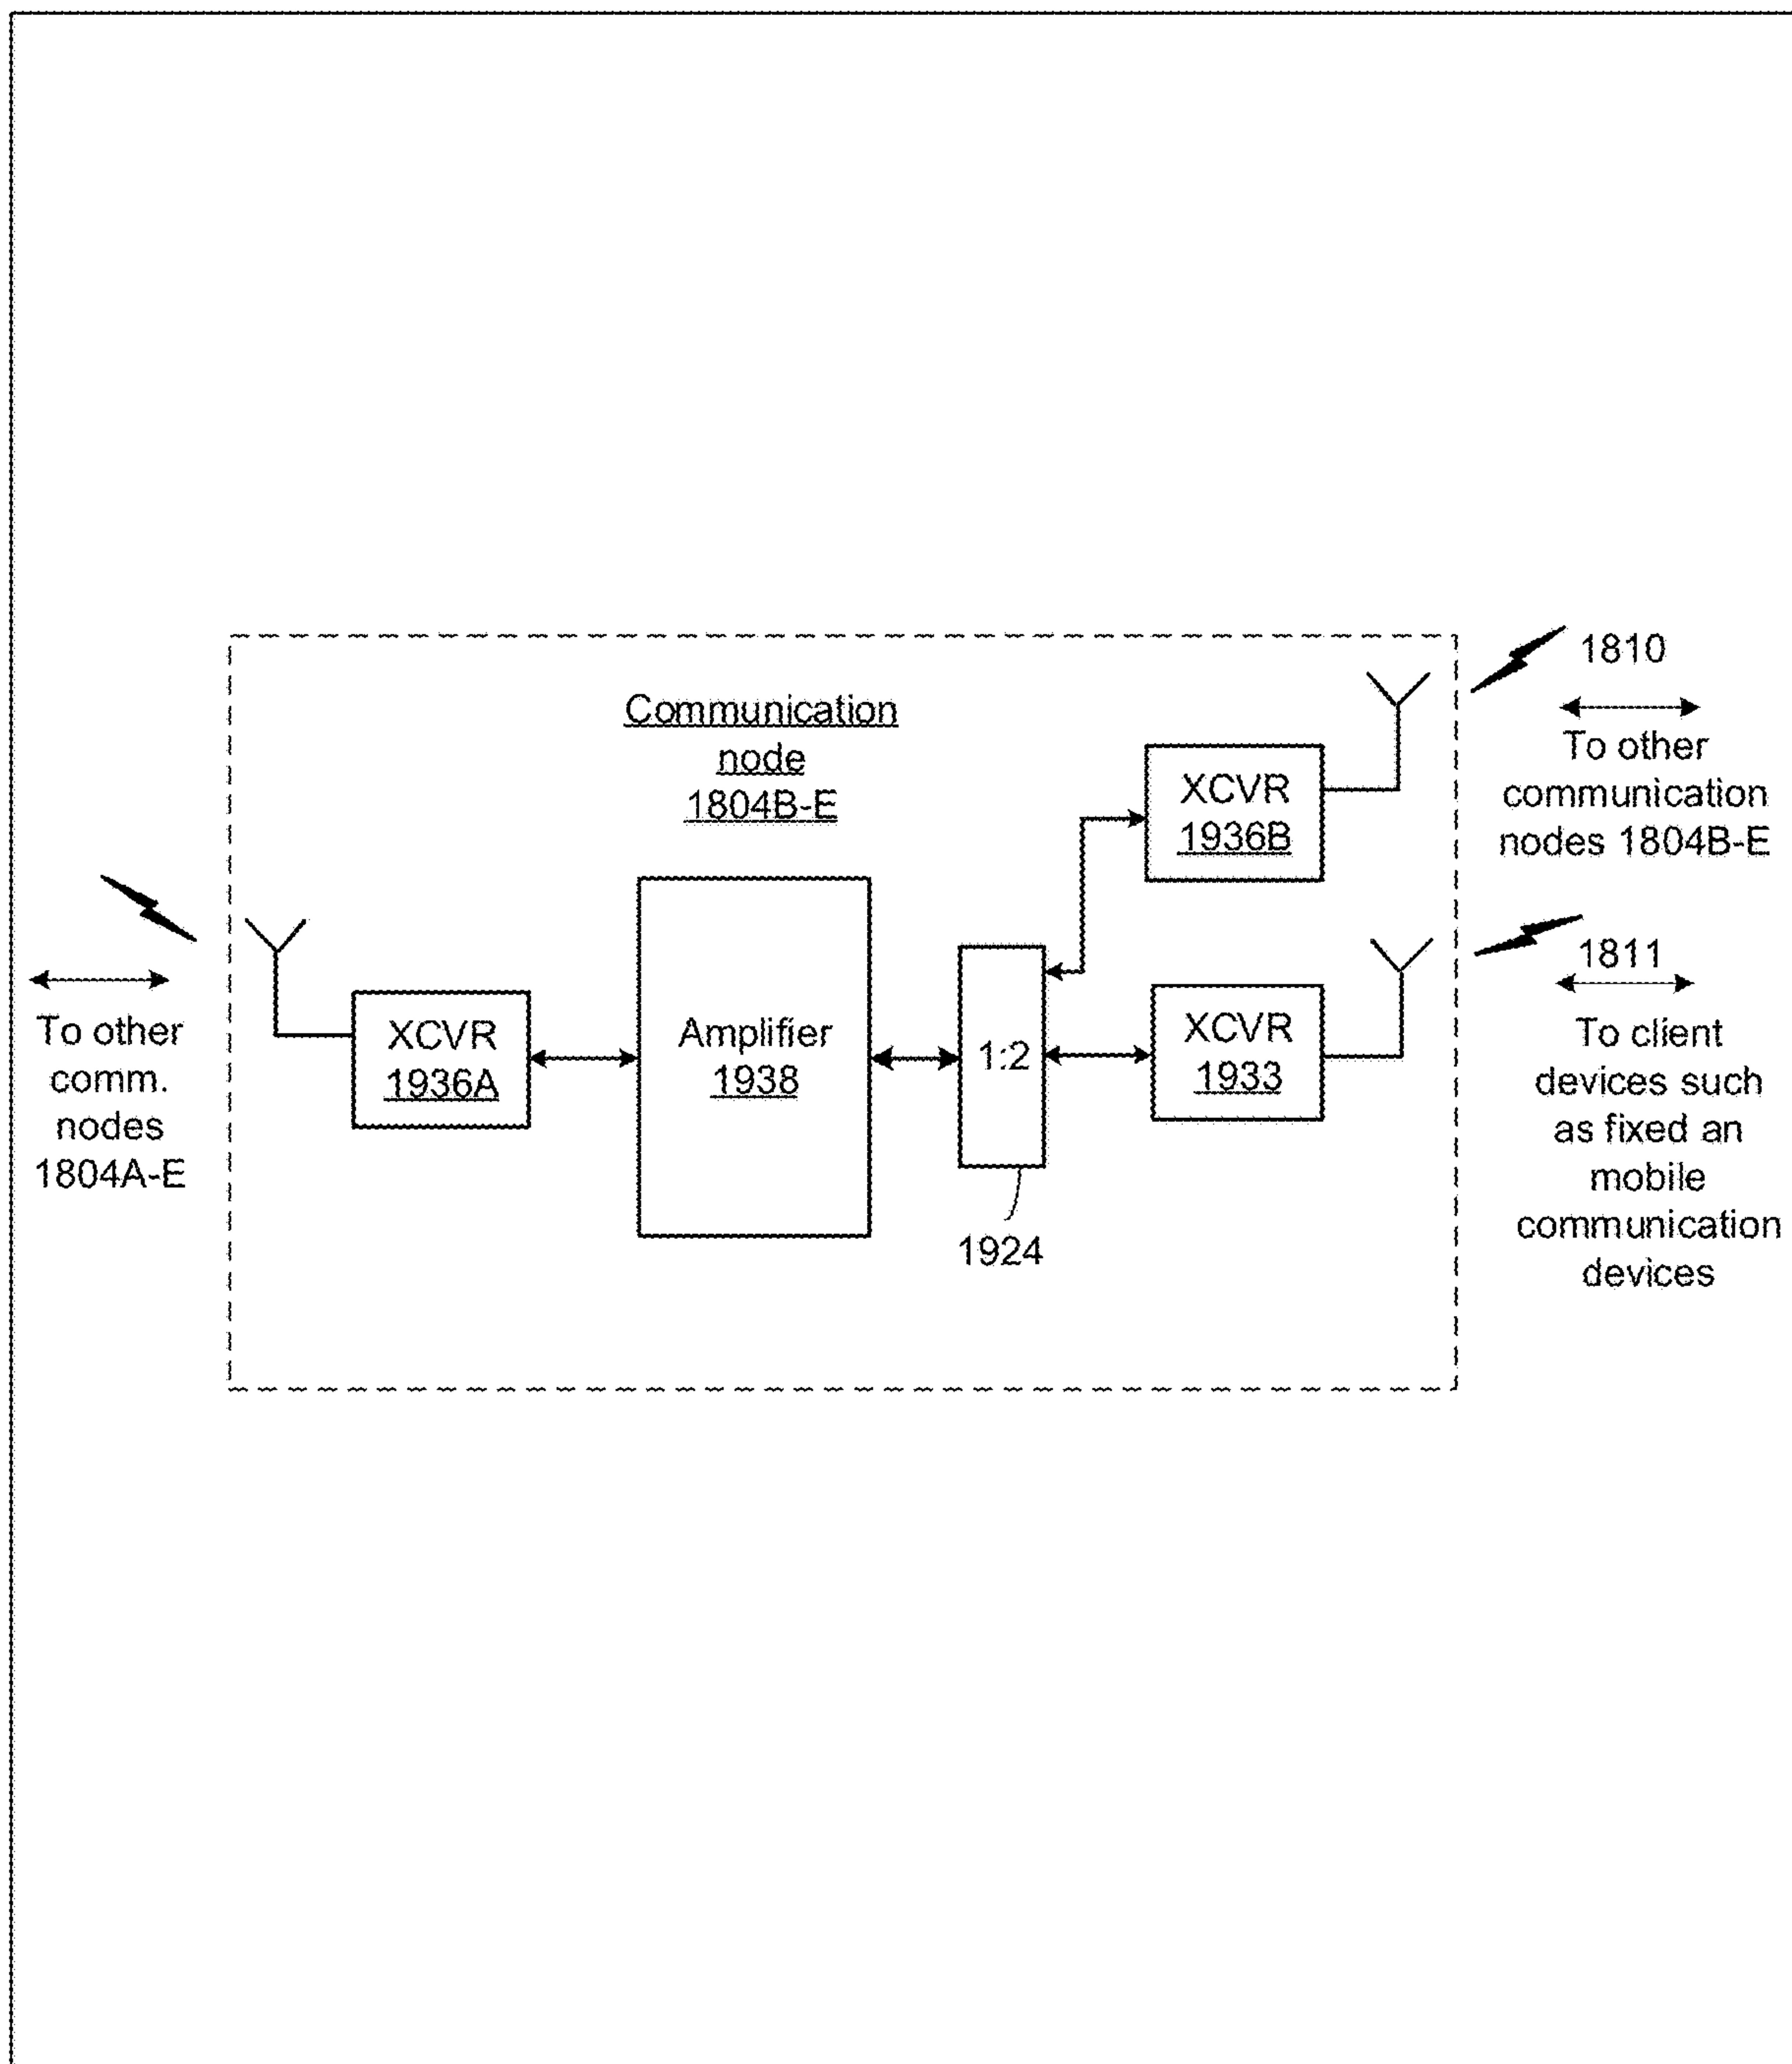 Communication
node
1804B-E
1810
To other
communication
nodes 1804B-E
XCVR
1936B
To other
comm.
nodes
1804A-E
XCVR
1936A
Amplifier
1938
1:2
1924
XCVR
1933
1811
To client
devices such
as fixed an
mobile
communication
devices